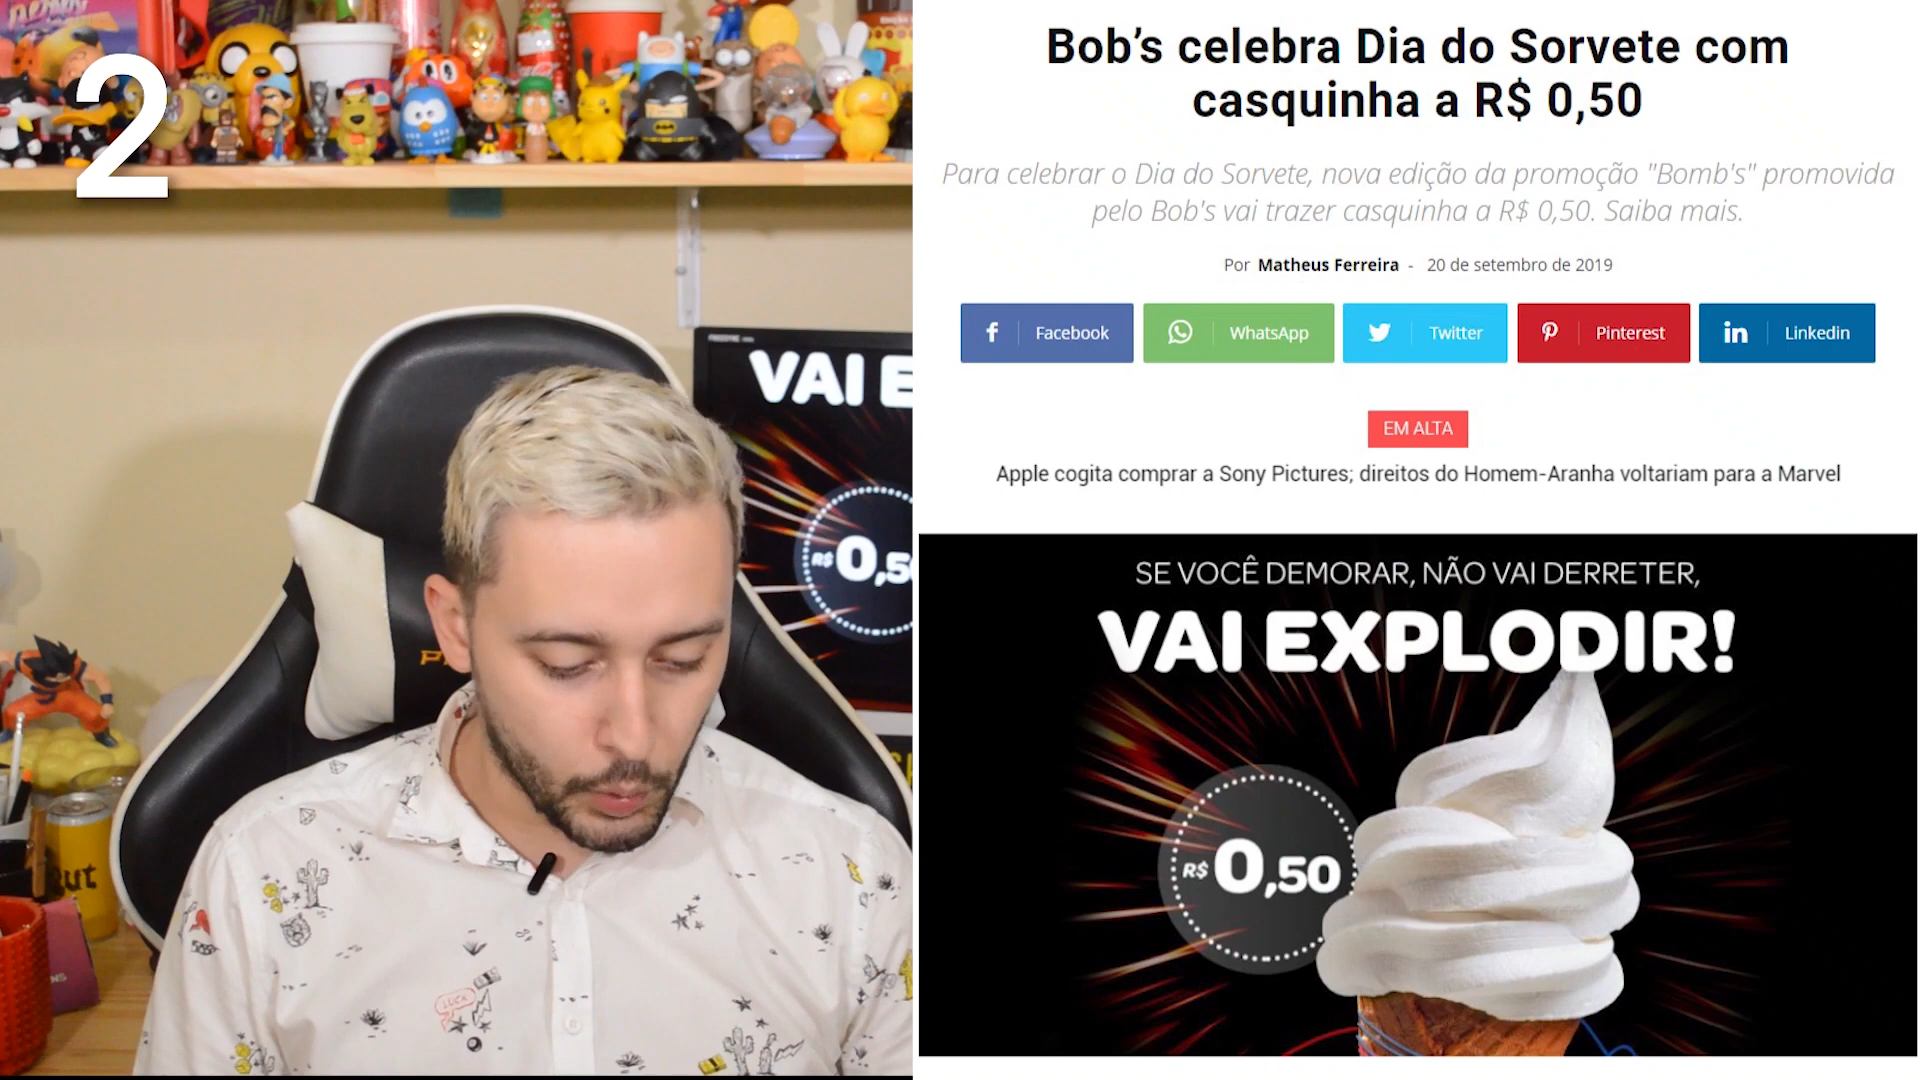 2
VAI E
R$ 0,50
LUCK
Bob's celebra Dia do Sorvete com
casquinha a R$ 0,50
Para celebrar o Dia do Sorvete, nova edição da promoção "Bomb's" promovida
pelo Bob's vai trazer casquinha a R$ 0,50. Saiba mais.
Por Matheus Ferreira - 20 de setembro de 2019
Facebook WhatsApp Twitter Pinterest Linkedin
EM ALTA
Apple cogita comprar a Sony Pictures; direitos do Homem-Aranha voltariam para a Marvel
SE VOCÊ DEMORAR, NÃO VAI DERRETER,
VAI EXPLODIR!
R$ 0,50